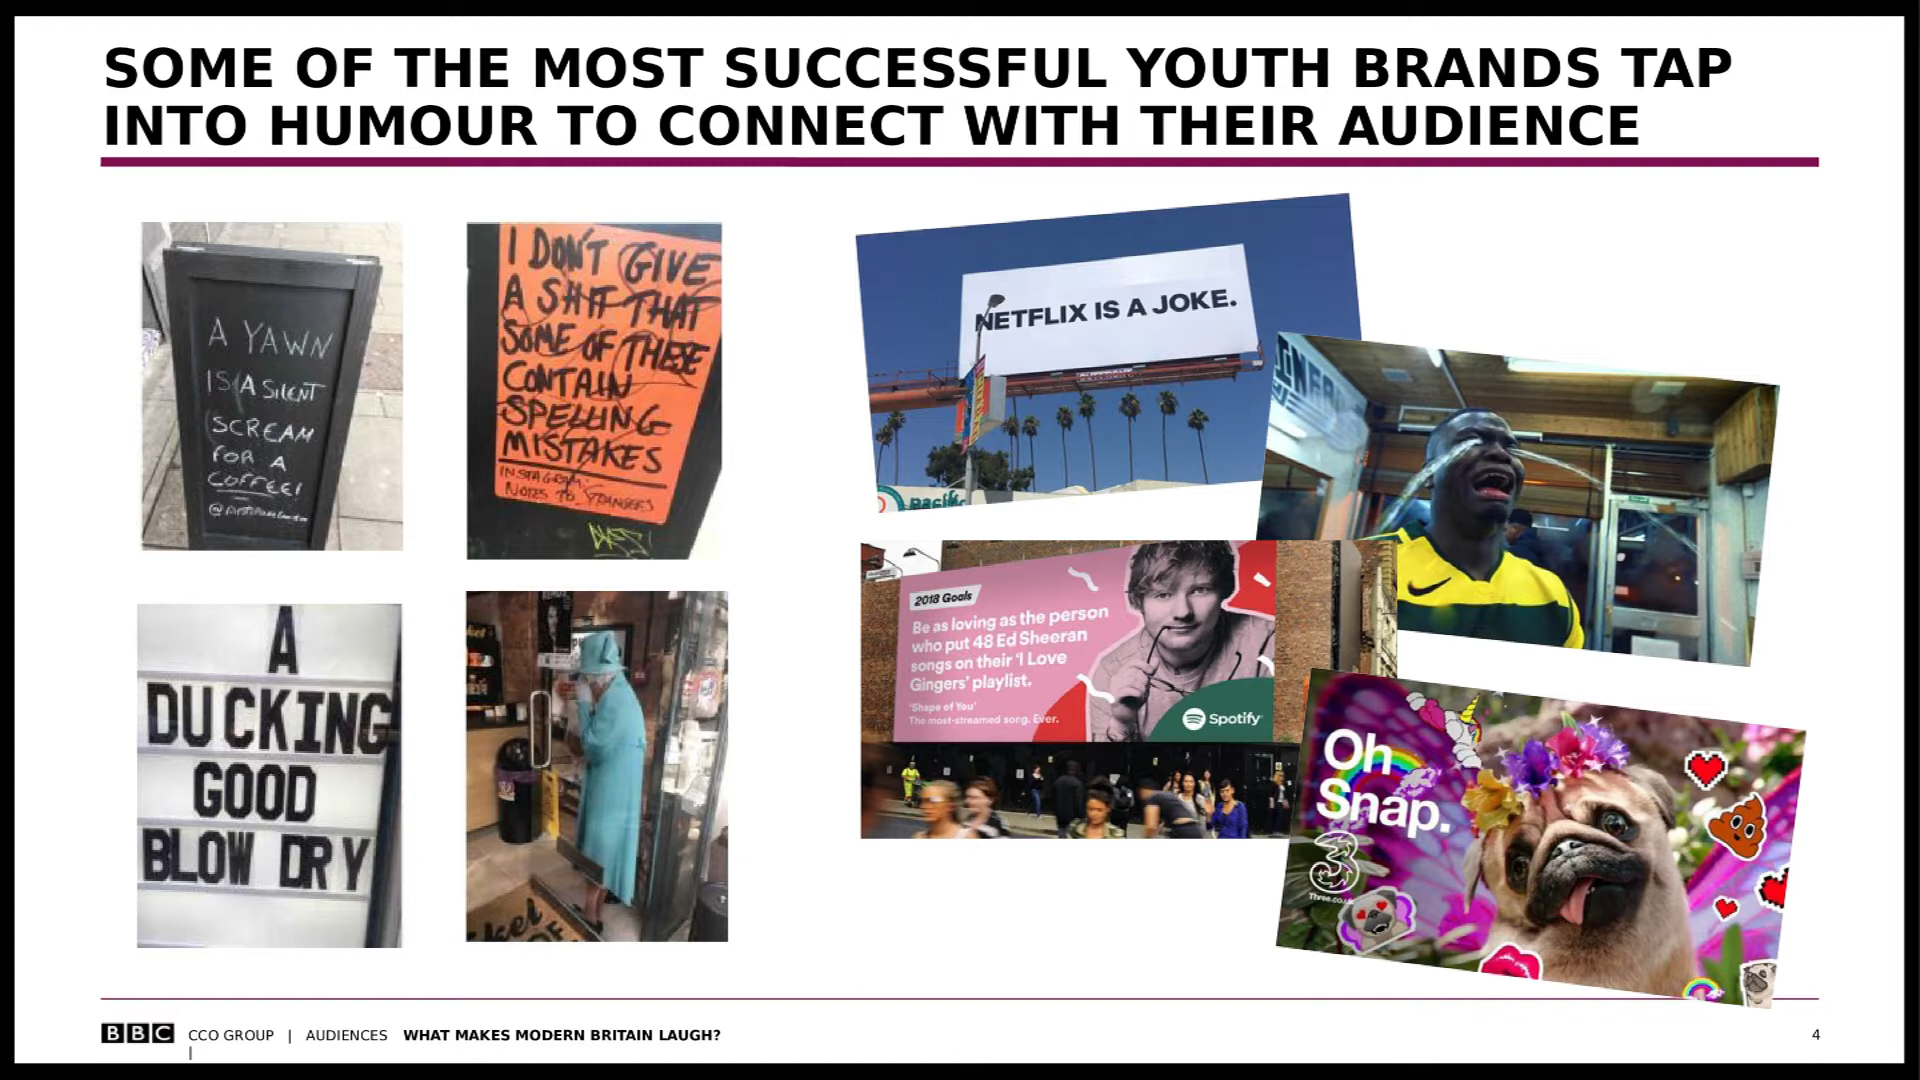 SOME OF THE MOST SUCCESSFUL YOUTH BRANDS TAP
INTO HUMOUR TO CONNECT WITH THEIR AUDIENCE
A YAWN
IS A SILENT
SCREAM
FOR A
COFFEE!
I DON'T GIVE
A SHIT THAT
SOME OF THESE
CONTAIN
SPELLING
MISTAKES
INSTAGRAM:
NOTES TO STRANGERS
NETFLIX IS A JOKE.
Pacific
2018 Goals
Be as loving as the person
who put 48 Ed Sheeran
songs on their 'I Love
Gingers' playlist.
'Shape of You'
The most-streamed song. Ever.
Spotify
A
DUCKING
GOOD
BLOW DRY
Oh
Snap.
3
Three.co.uk
BBC CCO GROUP | AUDIENCES WHAT MAKES MODERN BRITAIN LAUGH?
|
4